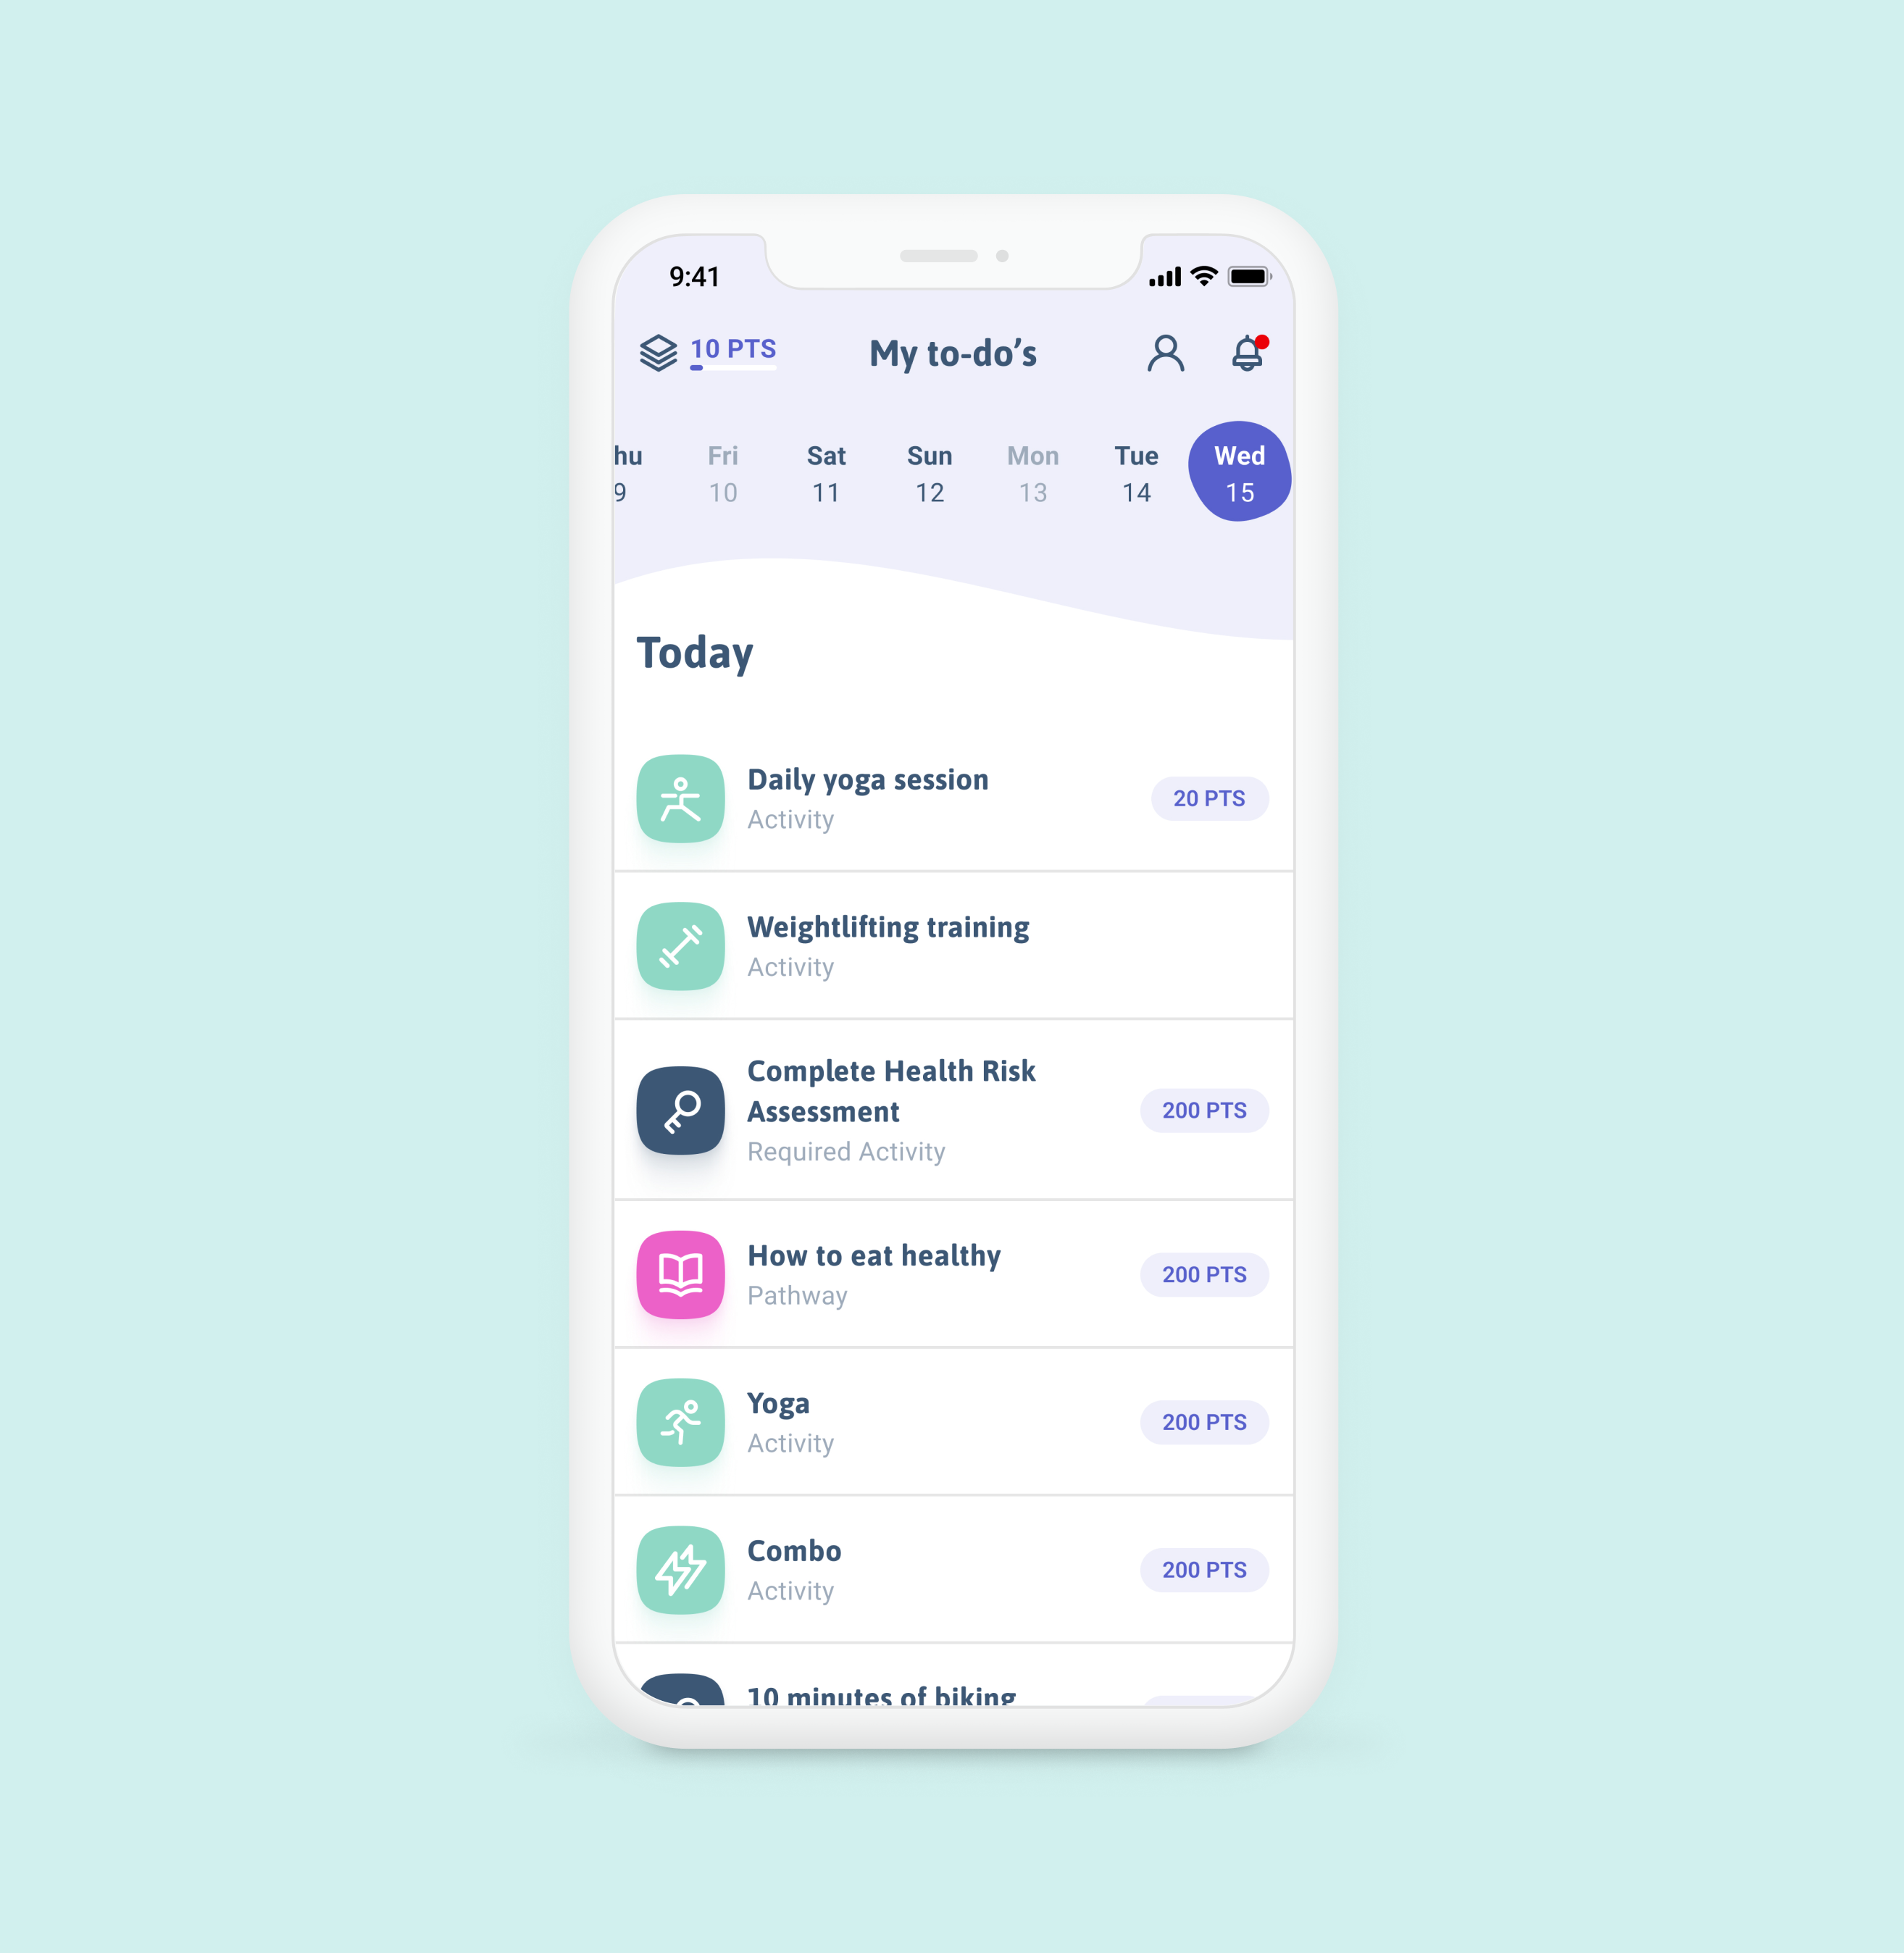 9:41
10 PTS
My to-do’s
hu Fri Sat Sun Mon Tue Wed
9 10 11 12 13 14 15
Today
Daily yoga session
Activity
20 PTS
Weightlifting training
Activity
Complete Health Risk
Assessment
Required Activity
200 PTS
How to eat healthy
Pathway
200 PTS
Yoga
Activity
200 PTS
Combo
Activity
200 PTS
10 minutes of biking